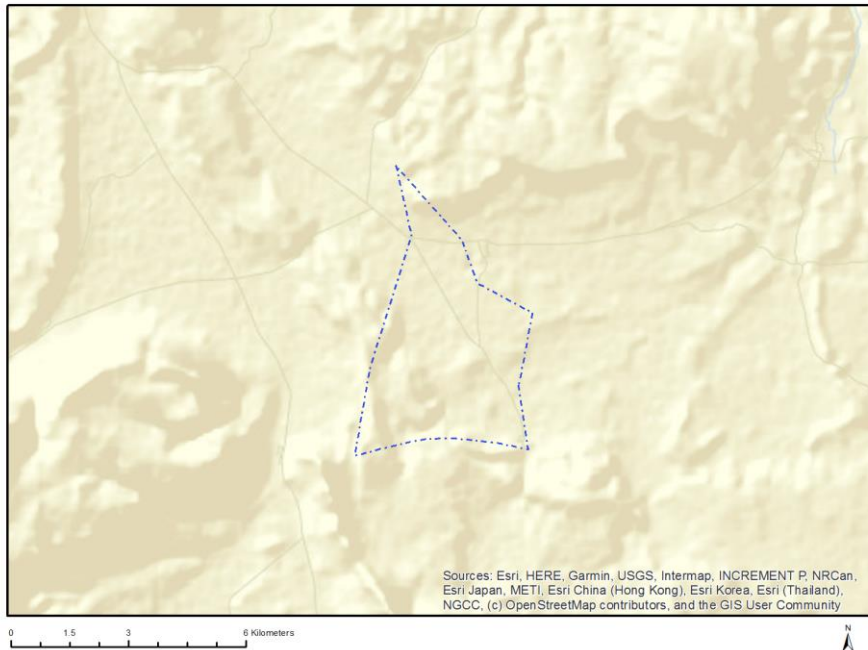 Sources: Esri, HERE, Garmin, USGS, Intermap, INCREMENT P, NRCan,
Esri Japan, METI, Esri China (Hong Kong), Esri Korea, Esri (Thailand),
NGCC, (c) OpenStreetMap contributors, and the GIS User Community
0 1.5 3 6 Kilometers
N